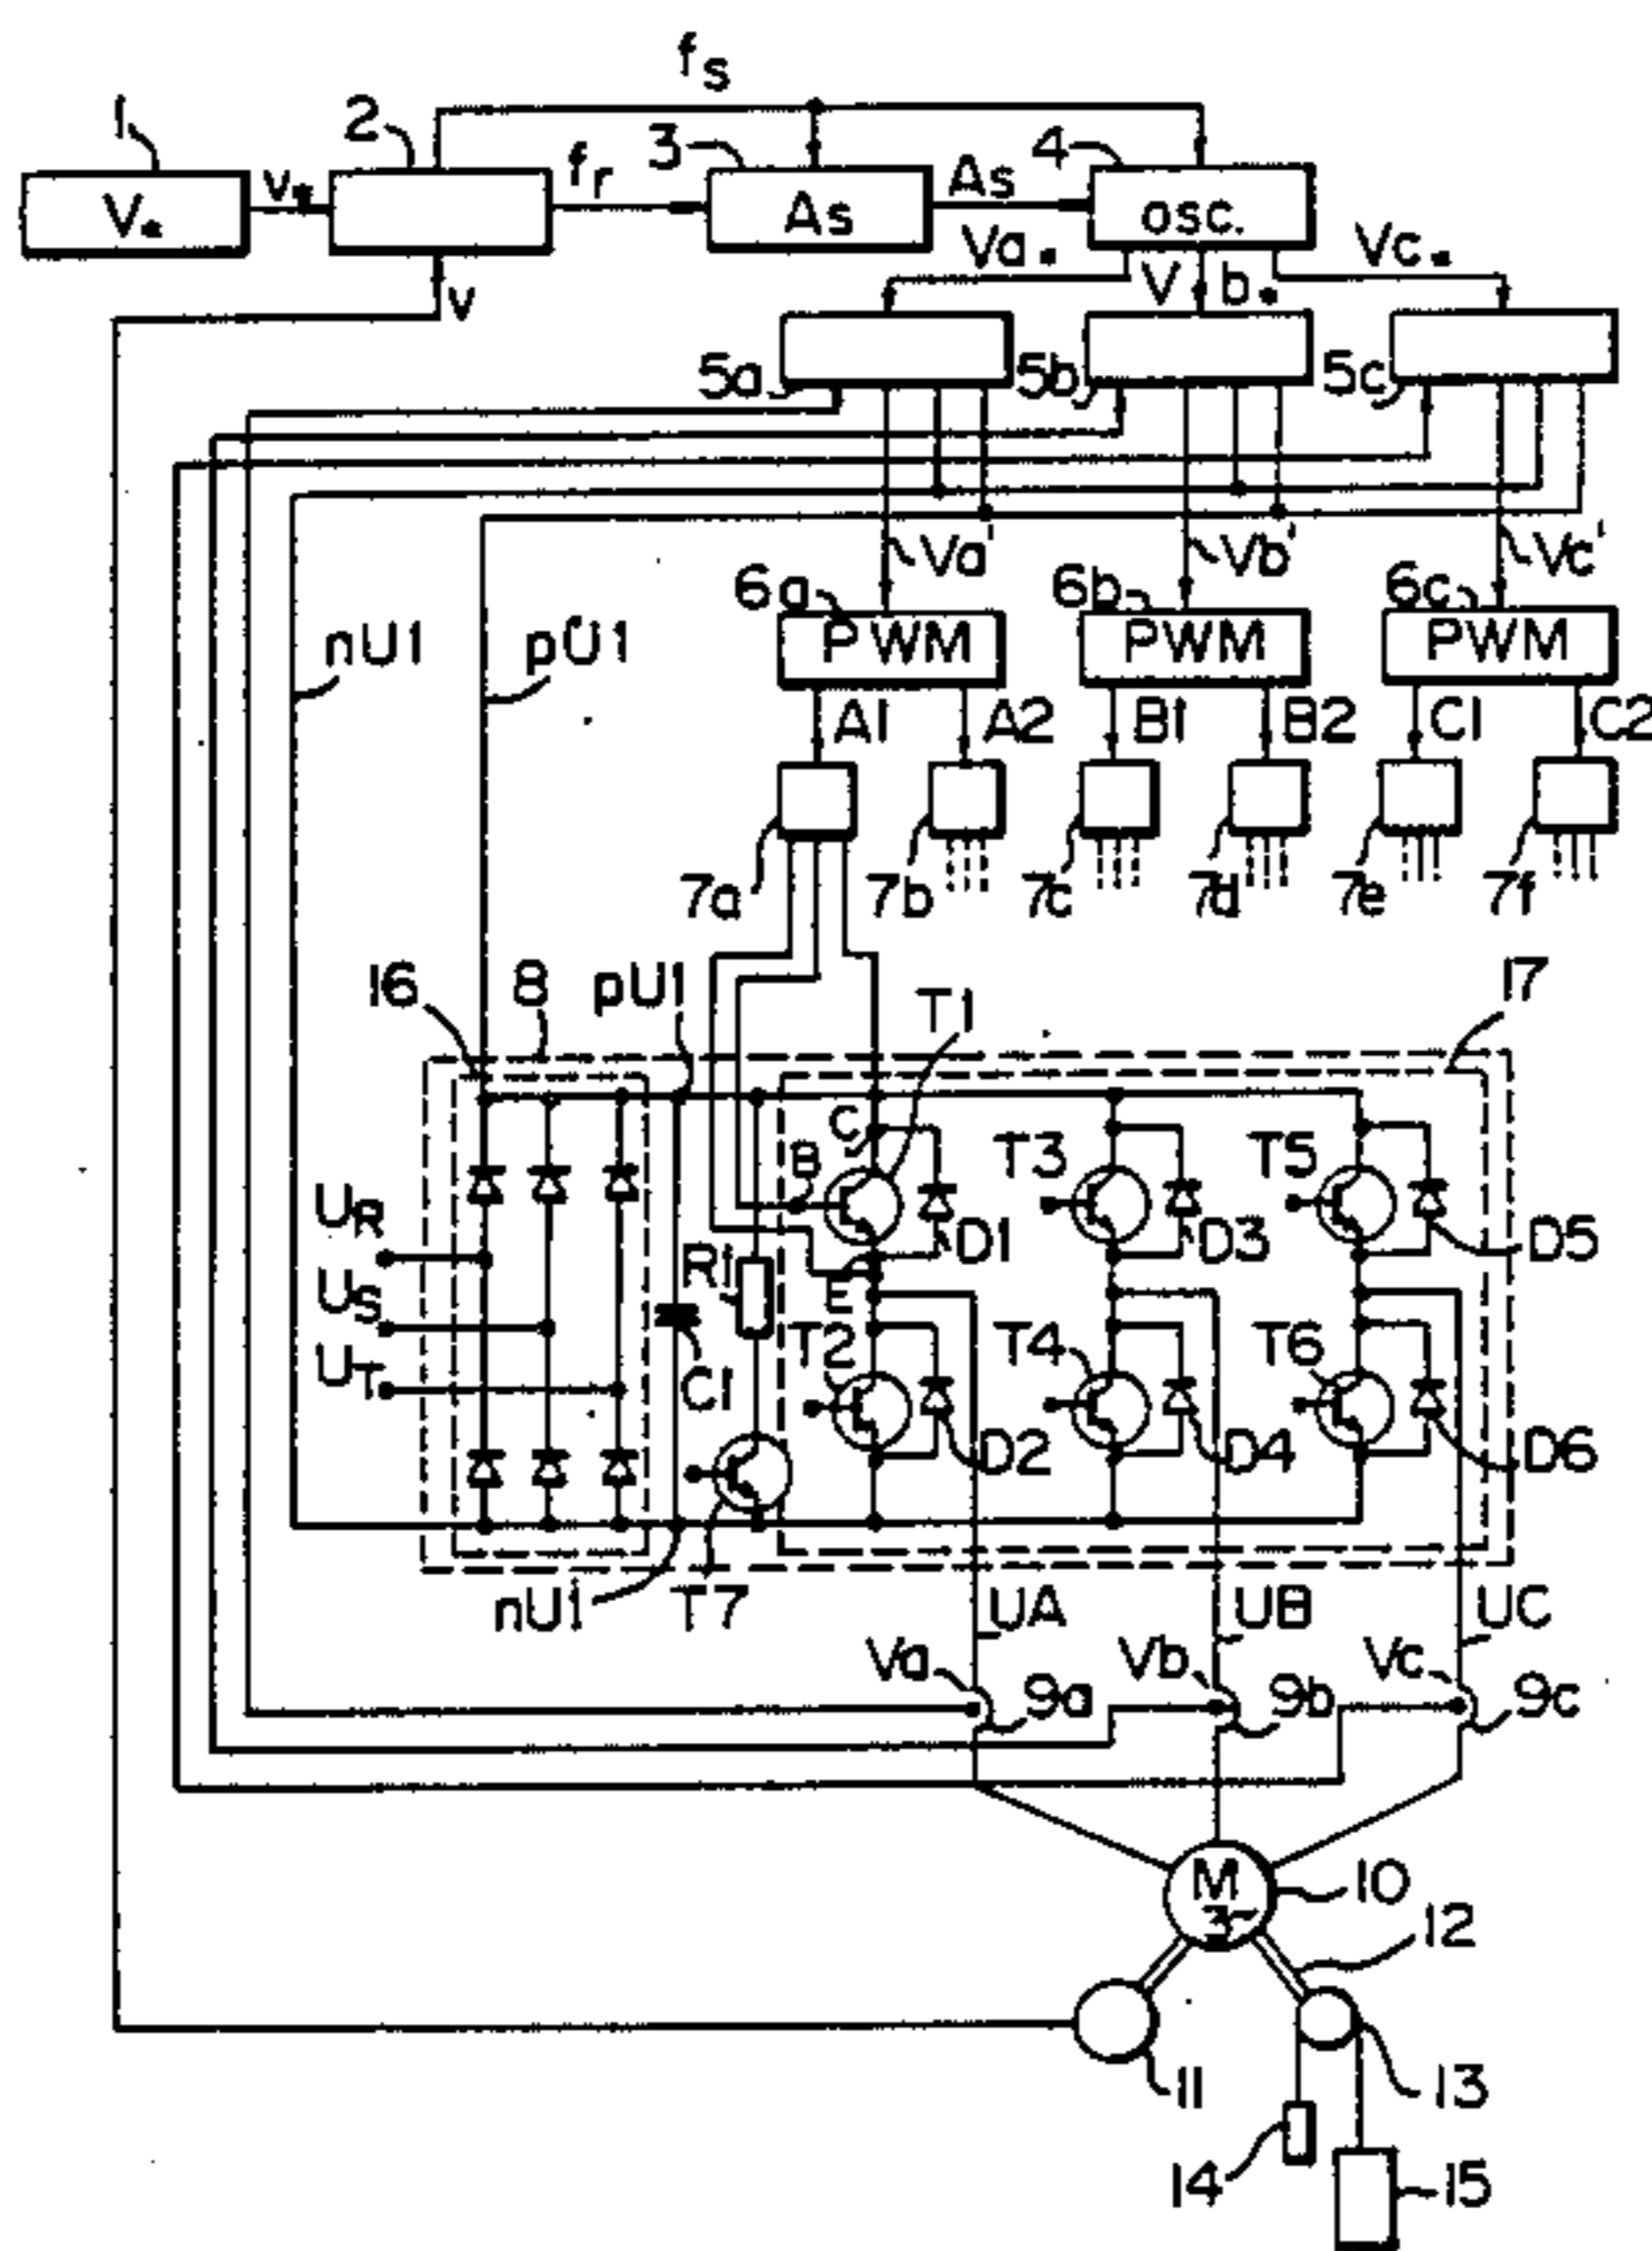 fs
1 2 fr 3 As 4
V* v* As osc.
Va* Vb* Vc*
v
5a 5b 5c
Va' Vb' Vc'
6a 6b 6c
nU1 pU1 PWM PWM PWM
A1 A2 B1 B2 C1 C2
7a 7b 7c 7d 7e 7f
16 8 pU1 T1 17
C
B T3 T5
UR
D1 D3 D5
US R1 E
T2 T4 T6
UT C1
D2 D4 D6
nU1 T7 UA UB UC
Va Vb Vc
9a 9b 9c
M 10
3~ 12
11 13
14 15